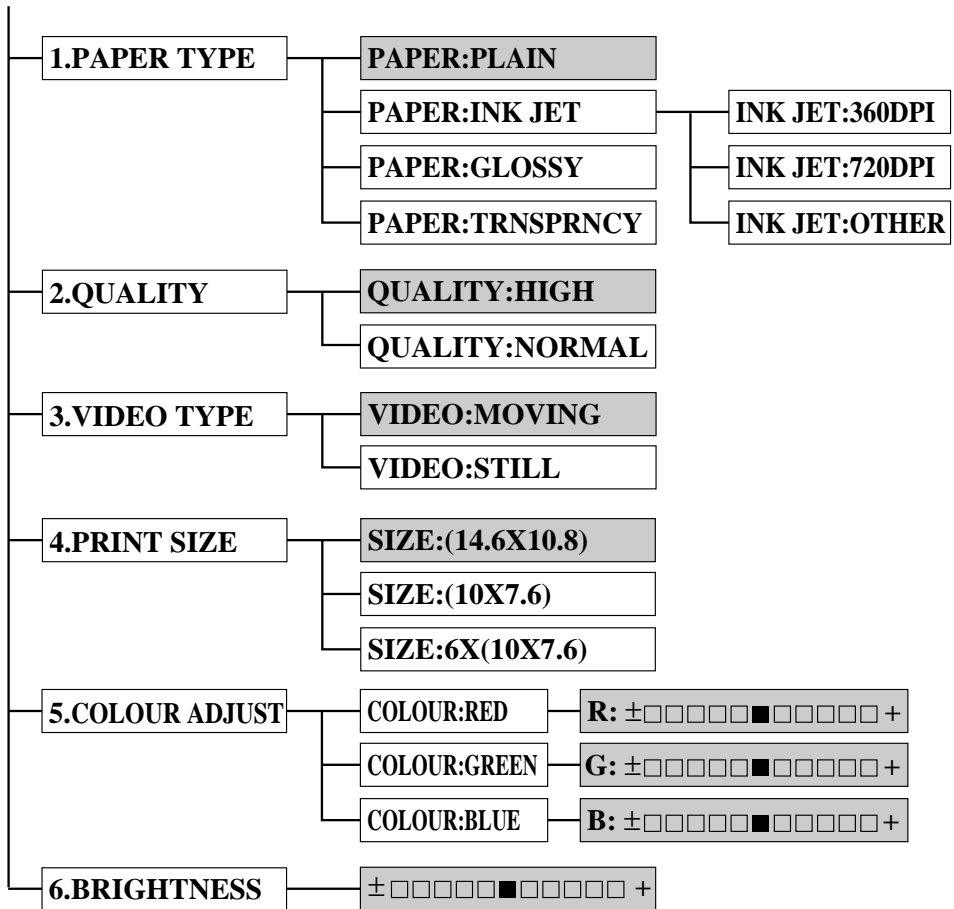 1.PAPER TYPE PAPER:PLAIN
PAPER:INK JET INK JET:360DPI
PAPER:GLOSSY INK JET:720DPI
PAPER:TRNSPRNCY INK JET:OTHER
2.QUALITY QUALITY:HIGH
QUALITY:NORMAL
3.VIDEO TYPE VIDEO:MOVING
VIDEO:STILL
4.PRINT SIZE SIZE:(14.6X10.8)
SIZE:(10X7.6)
SIZE:6X(10X7.6)
5.COLOUR ADJUST COLOUR:RED R: ±□□□□□■□□□□□+
COLOUR:GREEN G: ±□□□□□■□□□□□+
COLOUR:BLUE B: ±□□□□□■□□□□□+
6.BRIGHTNESS ±□□□□□■□□□□□+